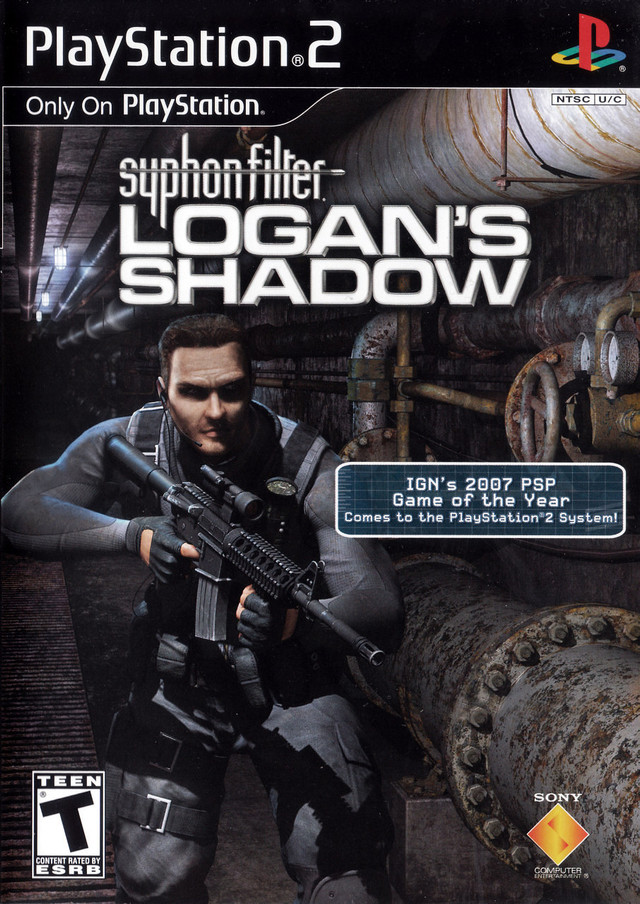 PlayStation®2
NTSC U/C
Only On PlayStation®
syphon filter™
LOGAN'S
SHADOW
IGN's 2007 PSP
Game of the Year
Comes to the PlayStation®2 System!
TEEN
T®
CONTENT RATED BY
ESRB
SONY
COMPUTER
ENTERTAINMENT®